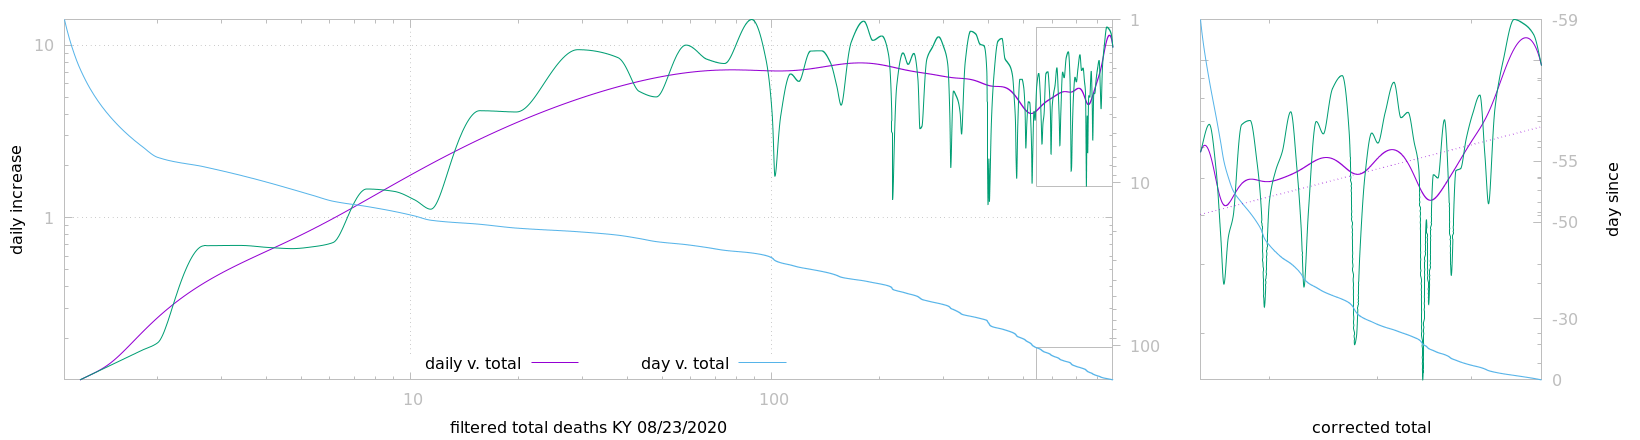 10
1
daily increase
daily v. total
day v. total
10
100
1
10
100
filtered total deaths KY 08/23/2020
-59
-55
-50
-30
0
day since
corrected total